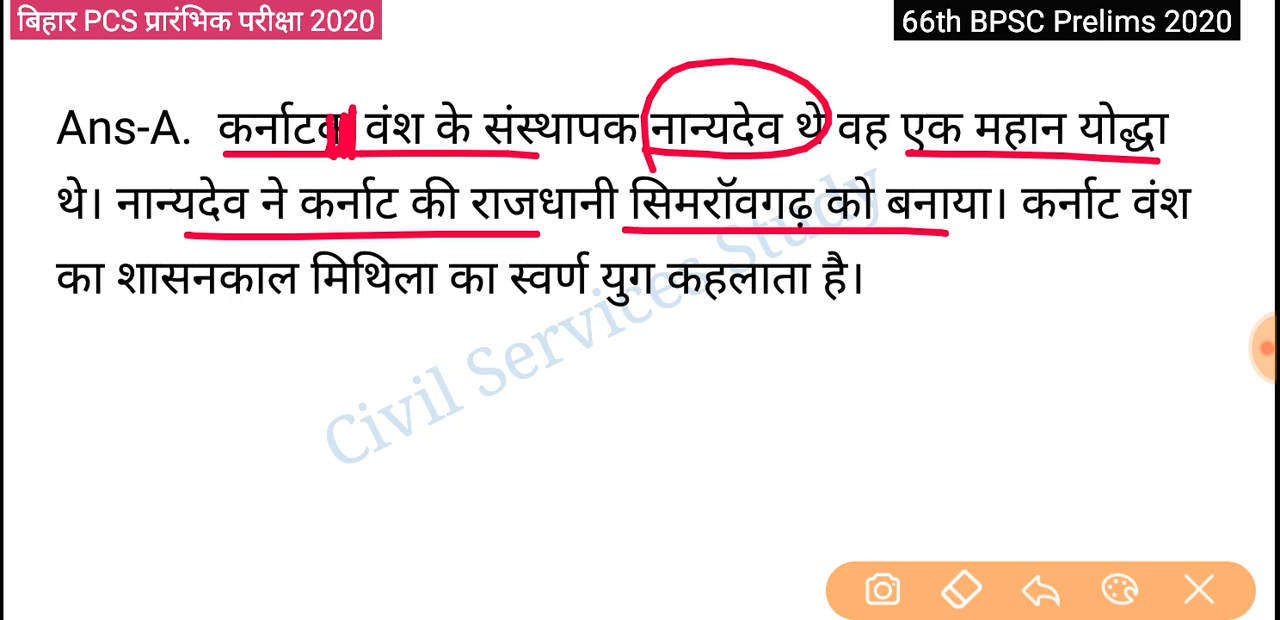 बिहार PCS प्रारंभिक परीक्षा 2020
66th BPSC Prelims 2020
Ans-A. कर्नाटक वंश के संस्थापक नान्यदेव थे वह एक महान योद्धा
थे। नान्यदेव ने कर्नाट की राजधानी सिमरॉवगढ़ को बनाया। कर्नाट वंश
का शासनकाल मिथिला का स्वर्ण युग कहलाता है।
Civil Services Study